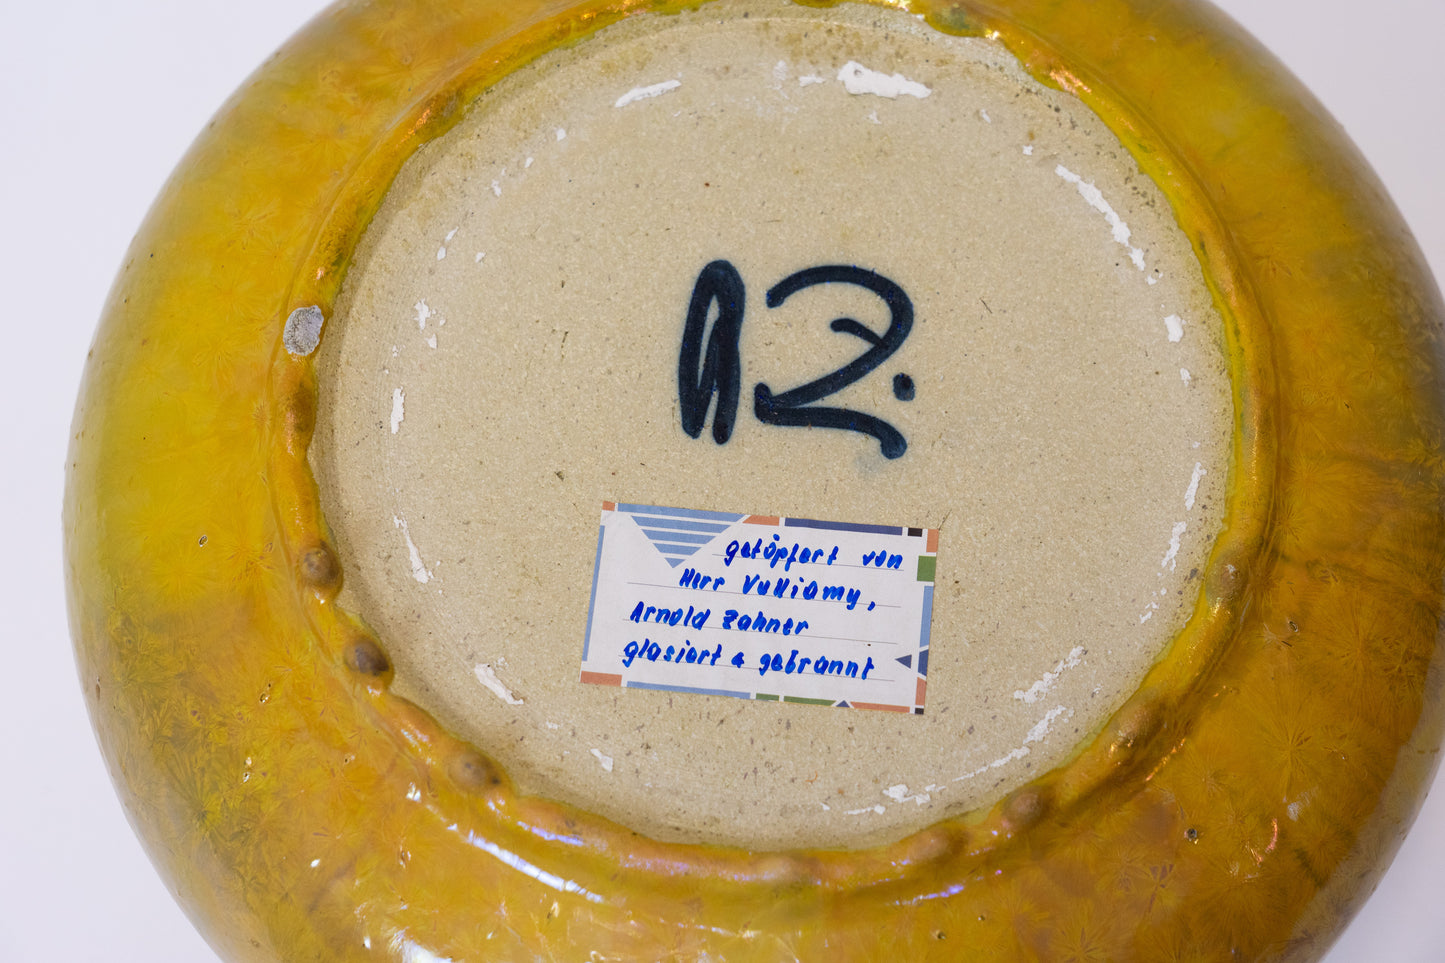 AZ.
getöpfert von
Herr Vulliamy,
Arnold Zahner
glasiert & gebrannt